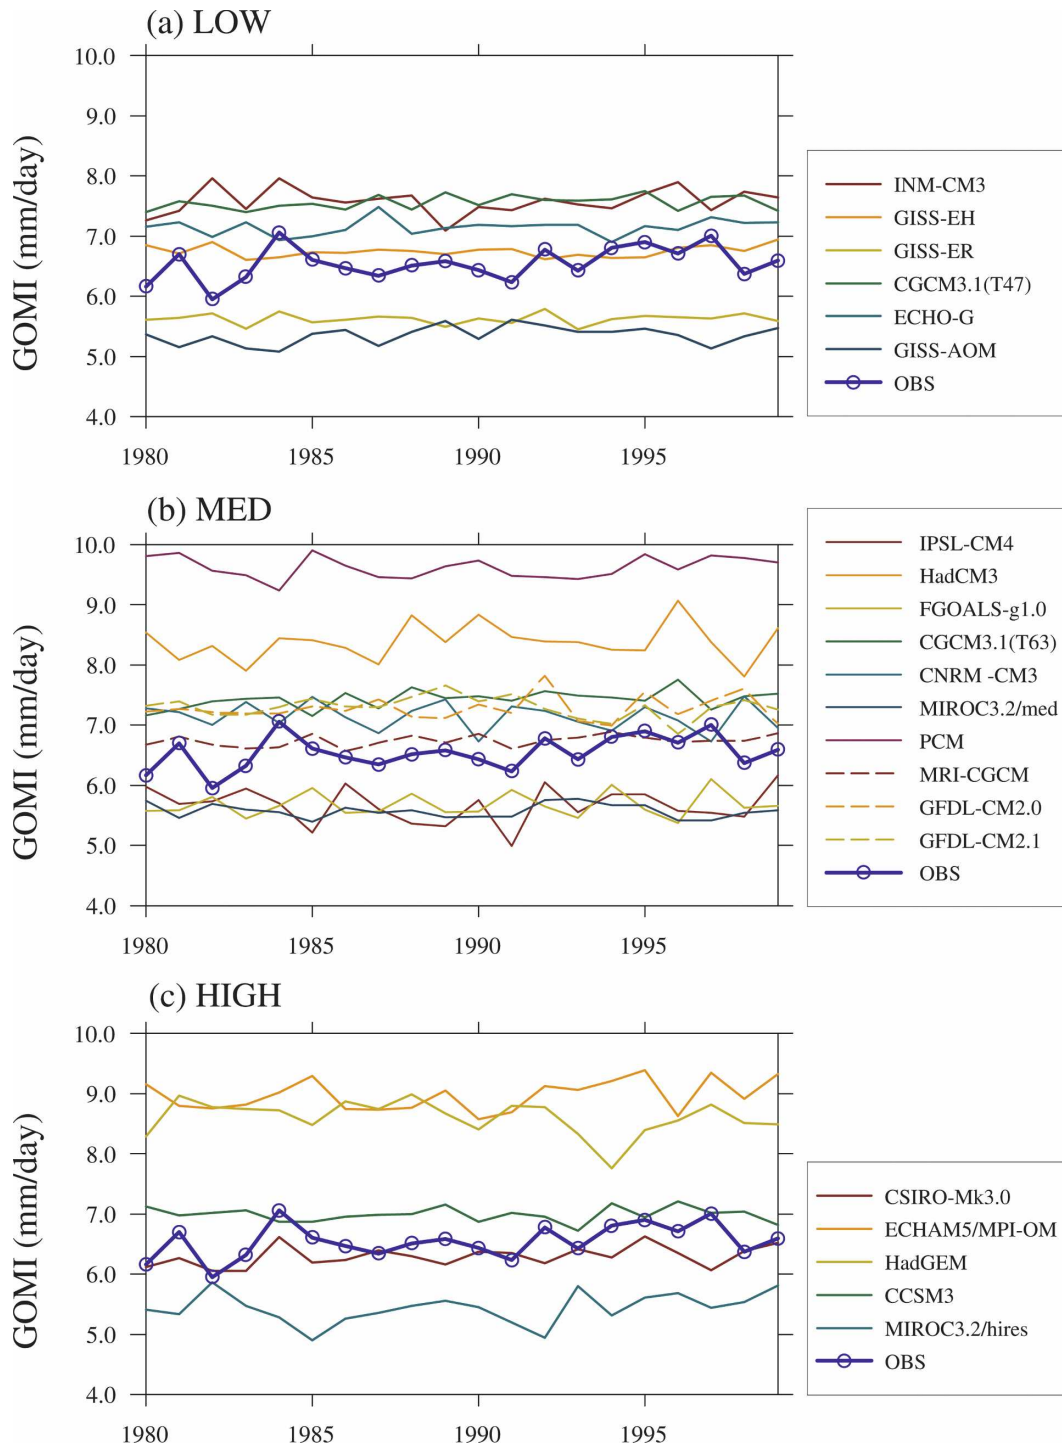 (a) LOW
GOMI (mm/day)
10.0
9.0
8.0
7.0
6.0
5.0
4.0
1980
1985
1990
1995
INM-CM3
GISS-EH
GISS-ER
CGCM3.1(T47)
ECHO-G
GISS-AOM
OBS
(b) MED
GOMI (mm/day)
10.0
9.0
8.0
7.0
6.0
5.0
4.0
1980
1985
1990
1995
IPSL-CM4
HadCM3
FGOALS-g1.0
CGCM3.1(T63)
CNRM -CM3
MIROC3.2/med
PCM
MRI-CGCM
GFDL-CM2.0
GFDL-CM2.1
OBS
(c) HIGH
GOMI (mm/day)
10.0
9.0
8.0
7.0
6.0
5.0
4.0
1980
1985
1990
1995
CSIRO-Mk3.0
ECHAM5/MPI-OM
HadGEM
CCSM3
MIROC3.2/hires
OBS